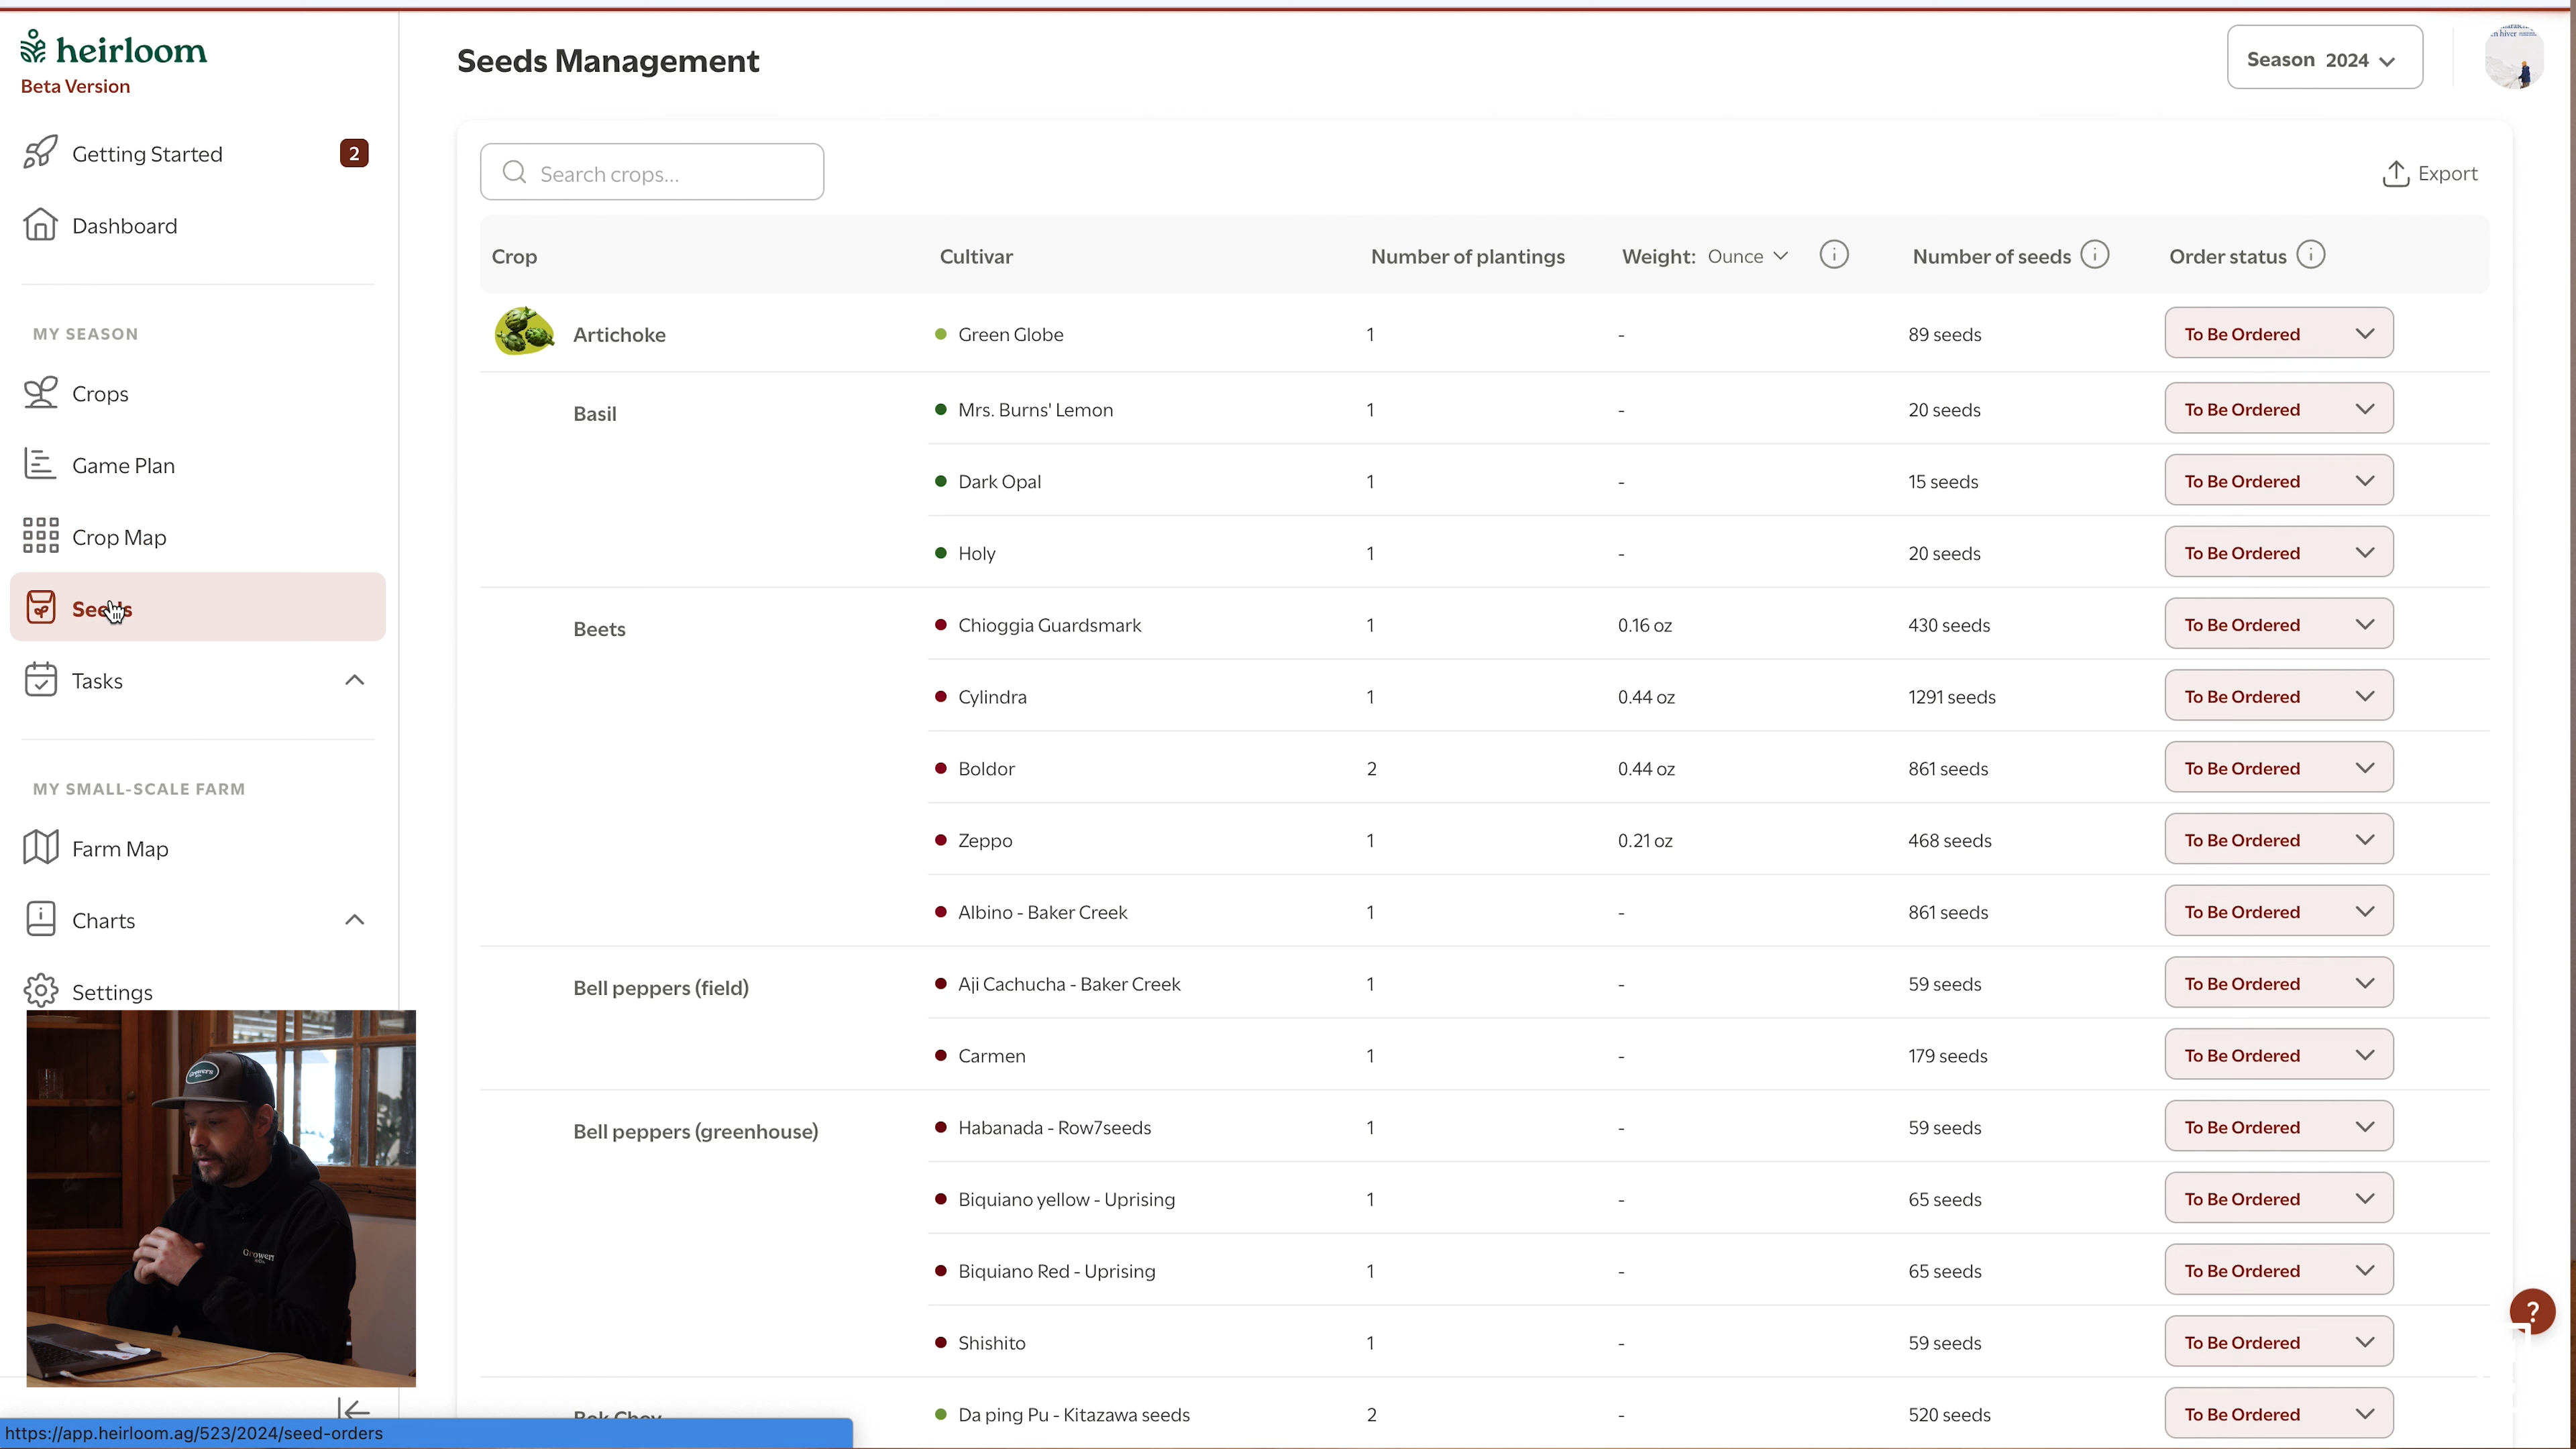 heirloom
Beta Version
Getting Started 2
Dashboard
MY SEASON
Crops
Game Plan
Crop Map
Seeds
Tasks
MY SMALL-SCALE FARM
Farm Map
Charts
Settings
Seeds Management
Season 2024
Search crops...
Export
Crop Cultivar Number of plantings Weight: Ounce Number of seeds Order status
Artichoke Green Globe 1 - 89 seeds To Be Ordered
Basil Mrs. Burns' Lemon 1 - 20 seeds To Be Ordered
Dark Opal 1 - 15 seeds To Be Ordered
Holy 1 - 20 seeds To Be Ordered
Beets Chioggia Guardsmark 1 0.16 oz 430 seeds To Be Ordered
Cylindra 1 0.44 oz 1291 seeds To Be Ordered
Boldor 2 0.44 oz 861 seeds To Be Ordered
Zeppo 1 0.21 oz 468 seeds To Be Ordered
Albino - Baker Creek 1 - 861 seeds To Be Ordered
Bell peppers (field) Aji Cachucha - Baker Creek 1 - 59 seeds To Be Ordered
Carmen 1 - 179 seeds To Be Ordered
Bell peppers (greenhouse) Habanada - Row7seeds 1 - 59 seeds To Be Ordered
Biquiano yellow - Uprising 1 - 65 seeds To Be Ordered
Biquiano Red - Uprising 1 - 65 seeds To Be Ordered
Shishito 1 - 59 seeds To Be Ordered
Bok Choy Da ping Pu - Kitazawa seeds 2 - 520 seeds To Be Ordered
?
Growers
https://app.heirloom.ag/523/2024/seed-orders